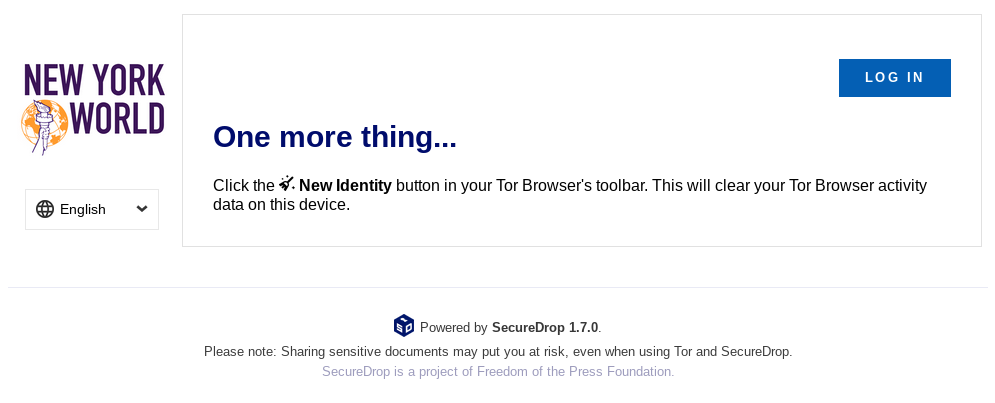 NEW YORK
WORLD
English
LOG IN
One more thing...
Click the New Identity button in your Tor Browser's toolbar. This will clear your Tor Browser activity
data on this device.
Powered by SecureDrop 1.7.0.
Please note: Sharing sensitive documents may put you at risk, even when using Tor and SecureDrop.
SecureDrop is a project of Freedom of the Press Foundation.